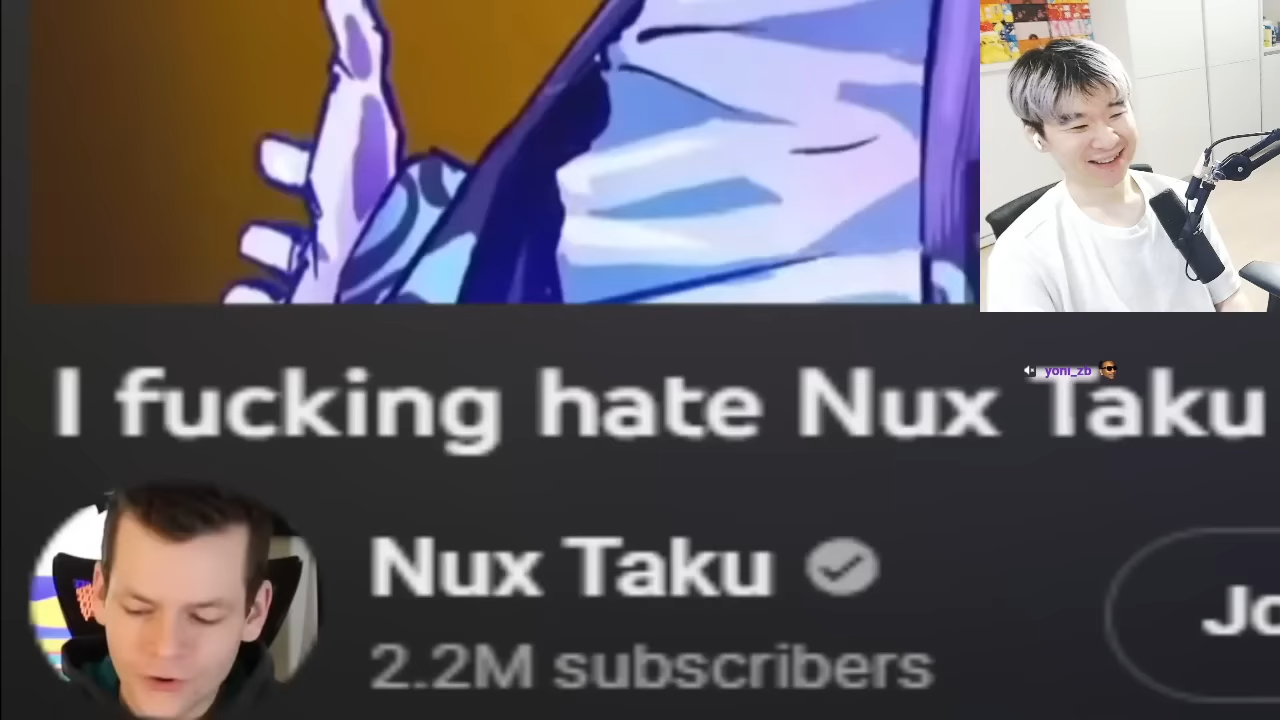 yoni_zb
I fucking hate Nux Taku
Nux Taku
2.2M subscribers
Jo